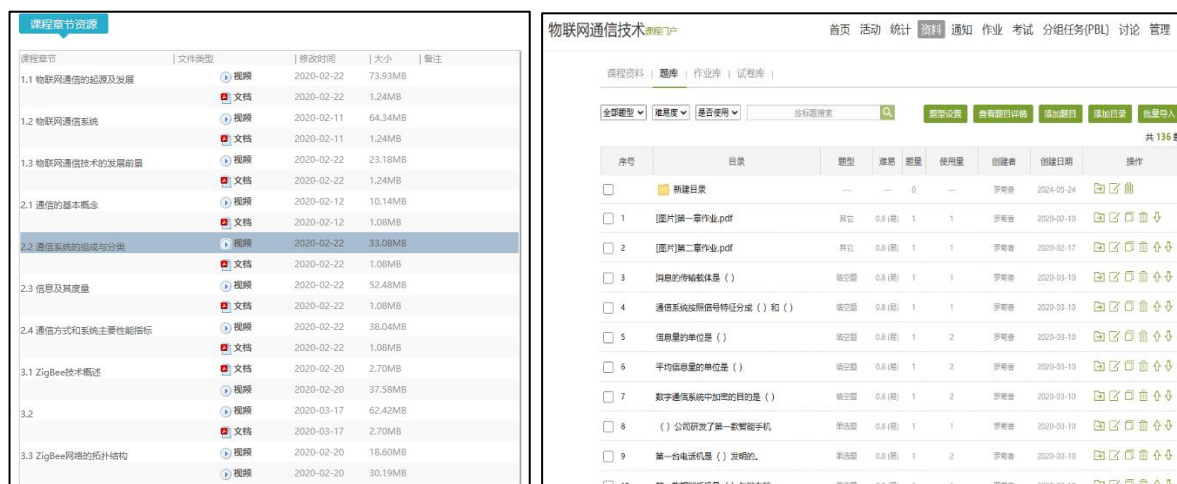 课程章节资源
课程章节 |文件类型 |修改时间 |大小 |备注
1.1 物联网通信的起源及发展 视频 2020-02-22 73.93MB
文档 2020-02-22 1.24MB
1.2 物联网通信系统 视频 2020-02-11 64.34MB
文档 2020-02-11 1.24MB
1.3 物联网通信技术的发展前景 视频 2020-02-22 23.18MB
文档 2020-02-22 1.24MB
2.1 通信的基本概念 视频 2020-02-12 10.14MB
文档 2020-02-12 1.08MB
2.2 通信系统的组成与分类 视频 2020-02-22 33.08MB
文档 2020-02-22 1.08MB
2.3 信息及其度量 视频 2020-02-22 52.48MB
文档 2020-02-22 1.08MB
2.4 通信方式和系统主要性能指标 视频 2020-02-22 38.04MB
文档 2020-02-22 1.08MB
3.1 ZigBee技术概述 文档 2020-02-20 2.70MB
视频 2020-02-20 37.58MB
3.2 视频 2020-03-17 62.42MB
文档 2020-03-17 2.70MB
3.3 ZigBee网络的拓扑结构 视频 2020-02-20 18.60MB
视频 2020-02-20 30.19MB
物联网通信技术 课程门户 首页 活动 统计 资料 通知 作业 考试 分组任务(PBL) 讨论 管理
课程资料 | 题库 | 作业库 | 试卷库 |
全部题型 难易度 是否使用 按标题搜索 题型设置 查看题目详情 添加题目 添加目录 批量导入
共 136
序号 目录 题型 难易 题量 使用量 创建者 创建日期 操作
新建目录 --- --- 0 --- 罗菊香 2024-05-24
1 [图片]第一章作业.pdf 其它 0.8 (易) 1 1 2020-02-10
2 [图片]第二章作业.pdf 其它 0.8 (易) 1 1 2020-02-17
3 消息的传输载体是 ( ) 填空题 0.8 (易) 1 1 2020-03-10
4 通信系统按照信号特征分成 ( ) 和 ( ) 填空题 0.8 (易) 1 1 2020-03-10
5 信息量的单位是 ( ) 填空题 0.8 (易) 1 2 2020-03-10
6 平均信息量的单位是 ( ) 填空题 0.8 (易) 1 2 2020-03-10
7 数字通信系统中加密的目的是 ( ) 填空题 0.8 (易) 1 2 2020-03-10
8 ( ) 公司研发了第一款智能手机 单选题 0.8 (易) 1 1 2020-03-10
9 第一台电话机是 ( ) 发明的。 单选题 0.8 (易) 1 2 2020-03-10